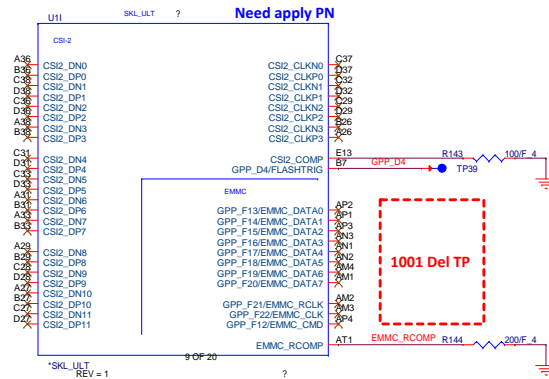 Need apply PN
U1I
SKL_ULT ?
CSI-2
A36 CSI2_DN0
B36 CSI2_DP0
C38 CSI2_DN1
D38 CSI2_DP1
C36 CSI2_DN2
D36 CSI2_DP2
A38 CSI2_DN3
B38 CSI2_DP3
C31 CSI2_DN4
D31 CSI2_DP4
C33 CSI2_DN5
D33 CSI2_DP5
A31 CSI2_DN6
B31 CSI2_DP6
A33 CSI2_DN7
B33 CSI2_DP7
A29 CSI2_DN8
B29 CSI2_DP8
C28 CSI2_DN9
D28 CSI2_DP9
A27 CSI2_DN10
B27 CSI2_DP10
C27 CSI2_DN11
D27 CSI2_DP11
CSI2_CLKN0 C37
CSI2_CLKP0 D37
CSI2_CLKN1 C32
CSI2_CLKP1 D32
CSI2_CLKN2 C29
CSI2_CLKP2 D29
CSI2_CLKN3 B26
CSI2_CLKP3 A26
CSI2_COMP E13 R143 100/F_4
GPP_D4/FLASHTRIG B7 GPP_D4 TP39
EMMC
GPP_F13/EMMC_DATA0 AP2
GPP_F14/EMMC_DATA1 AP1
GPP_F15/EMMC_DATA2 AP3
GPP_F16/EMMC_DATA3 AN3
GPP_F17/EMMC_DATA4 AN1
GPP_F18/EMMC_DATA5 AN2
GPP_F19/EMMC_DATA6 AM4
GPP_F20/EMMC_DATA7 AM1
GPP_F21/EMMC_RCLK AM2
GPP_F22/EMMC_CLK AM3
GPP_F12/EMMC_CMD AP4
EMMC_RCOMP AT1 EMMC_RCOMP R144 200/F_4
1001 Del TP
9 OF 20
*SKL_ULT
REV = 1 ?